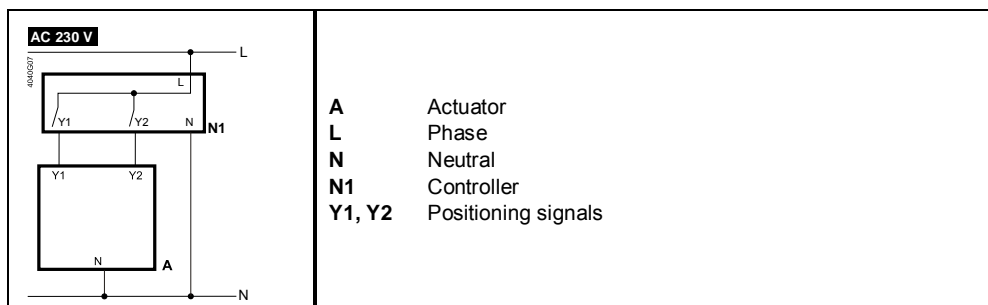 AC 230 V
L
4040G07
L
Y1 Y2 N
N1
Y1 Y2
N
A
N
A Actuator
L Phase
N Neutral
N1 Controller
Y1, Y2 Positioning signals